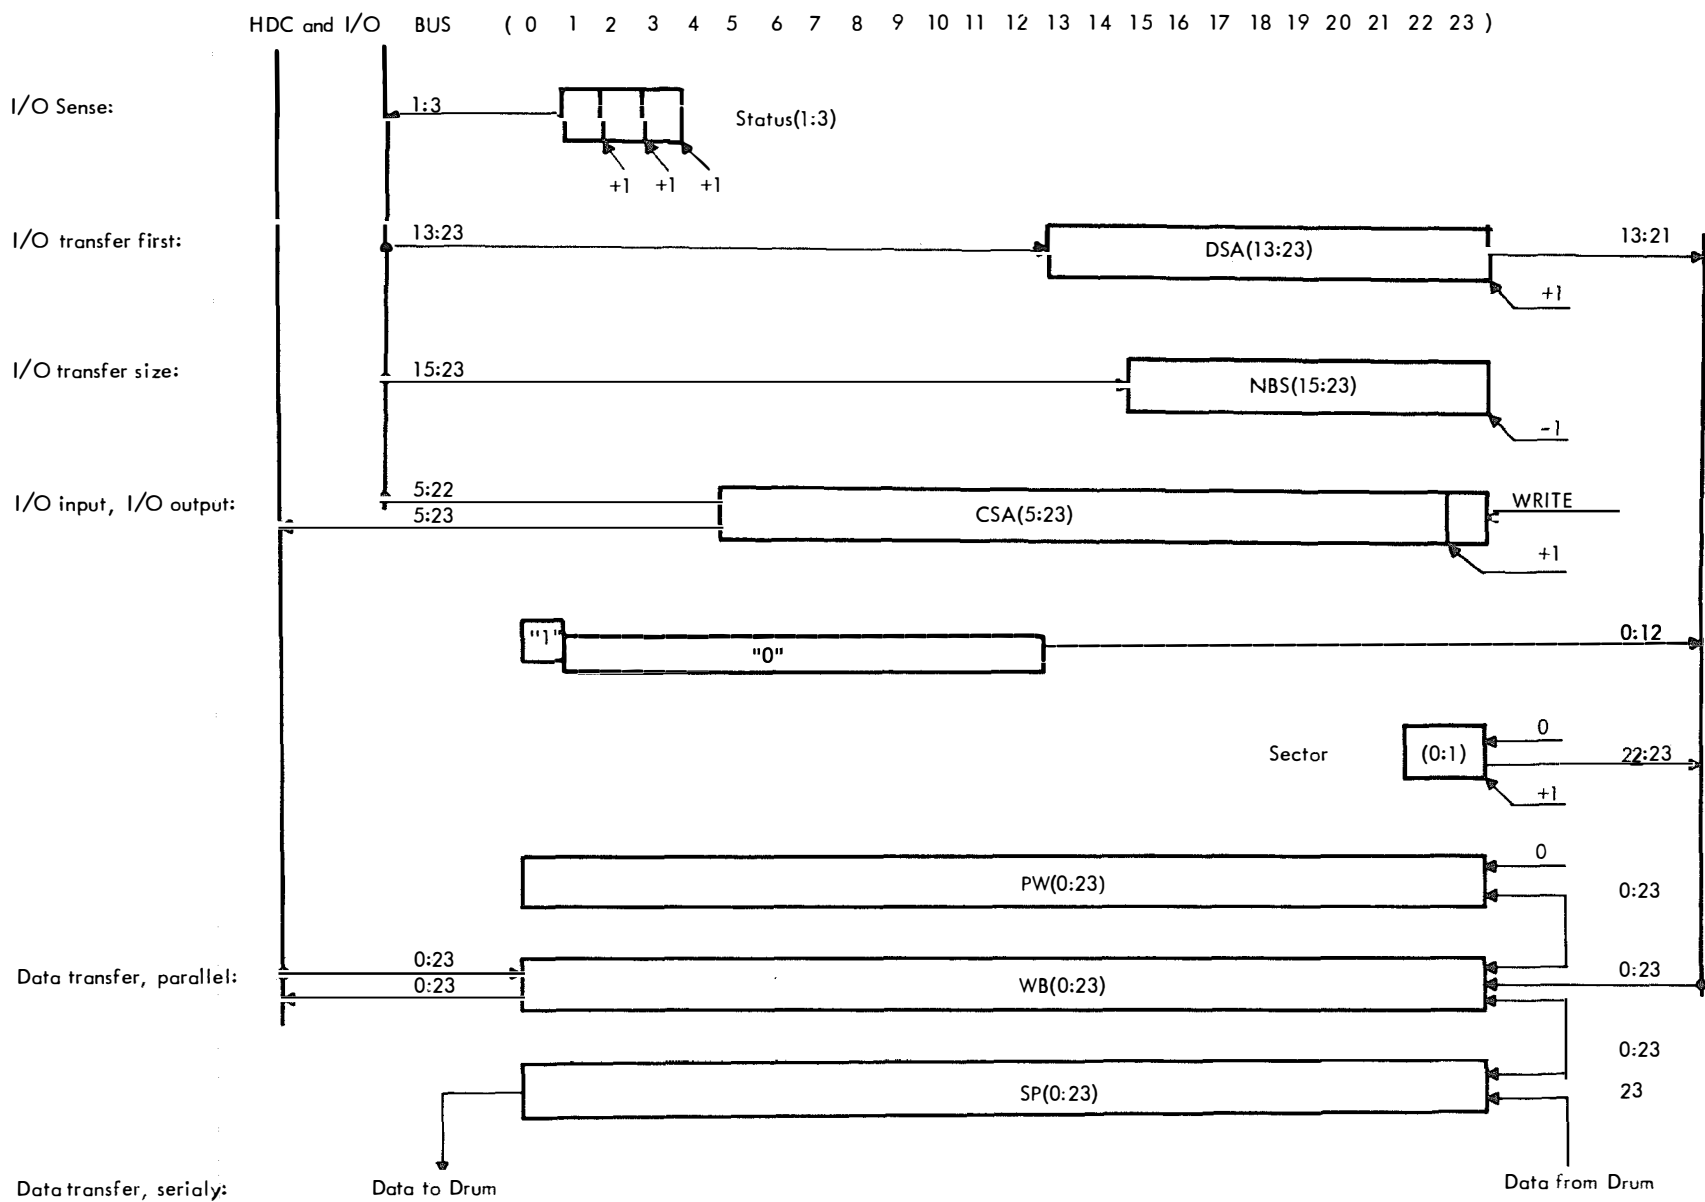 HDC and I/O BUS ( 0 1 2 3 4 5 6 7 8 9 10 11 12 13 14 15 16 17 18 19 20 21 22 23 )
I/O Sense: 1:3 Status(1:3)
+1 +1 +1
I/O transfer first: 13:23 DSA(13:23) 13:21
+1
I/O transfer size: 15:23 NBS(15:23)
-1
I/O input, I/O output: 5:22 CSA(5:23) WRITE
5:23
+1
"1" "0" 0:12
0
Sector (0:1) 22:23
+1
0
PW(0:23) 0:23
Data transfer, parallel: 0:23 WB(0:23) 0:23
0:23
0:23
SP(0:23) 23
Data transfer, serialy: Data to Drum Data from Drum